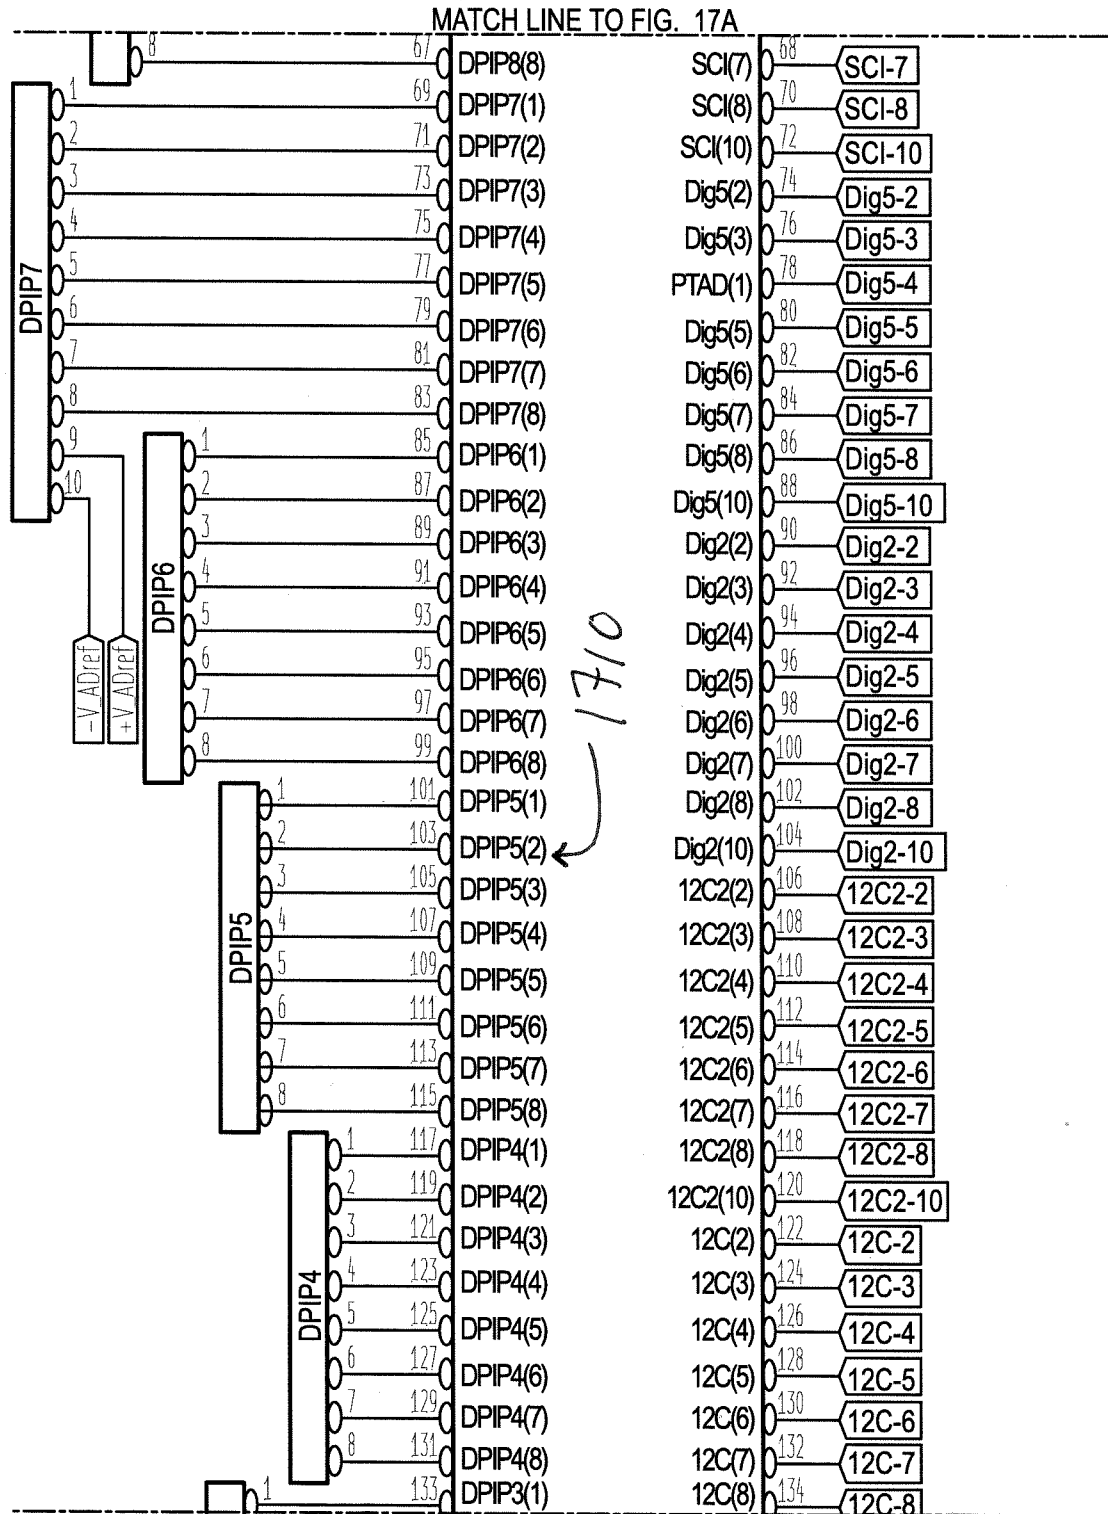 MATCH LINE TO FIG. 17A
8 67 DPIP8(8) SCI(7) 68 SCI-7
1 69 DPIP7(1) SCI(8) 70 SCI-8
2 71 DPIP7(2) SCI(10) 72 SCI-10
3 73 DPIP7(3) Dig5(2) 74 Dig5-2
4 75 DPIP7(4) Dig5(3) 76 Dig5-3
5 77 DPIP7(5) PTAD(1) 78 Dig5-4
DPIP7
6 79 DPIP7(6) Dig5(5) 80 Dig5-5
7 81 DPIP7(7) Dig5(6) 82 Dig5-6
8 83 DPIP7(8) Dig5(7) 84 Dig5-7
9 1 85 DPIP6(1) Dig5(8) 86 Dig5-8
10 2 87 DPIP6(2) Dig5(10) 88 Dig5-10
3 89 DPIP6(3) Dig2(2) 90 Dig2-2
4 91 DPIP6(4) Dig2(3) 92 Dig2-3
DPIP6
5 93 DPIP6(5) Dig2(4) 94 Dig2-4
-V_ADref
+V_ADref
6 95 DPIP6(6) Dig2(5) 96 Dig2-5
1710
7 97 DPIP6(7) Dig2(6) 98 Dig2-6
8 99 DPIP6(8) Dig2(7) 100 Dig2-7
1 101 DPIP5(1) Dig2(8) 102 Dig2-8
2 103 DPIP5(2) Dig2(10) 104 Dig2-10
3 105 DPIP5(3) 12C2(2) 106 12C2-2
4 107 DPIP5(4) 12C2(3) 108 12C2-3
DPIP5
5 109 DPIP5(5) 12C2(4) 110 12C2-4
6 111 DPIP5(6) 12C2(5) 112 12C2-5
7 113 DPIP5(7) 12C2(6) 114 12C2-6
8 115 DPIP5(8) 12C2(7) 116 12C2-7
1 117 DPIP4(1) 12C2(8) 118 12C2-8
2 119 DPIP4(2) 12C2(10) 120 12C2-10
3 121 DPIP4(3) 12C(2) 122 12C-2
4 123 DPIP4(4) 12C(3) 124 12C-3
DPIP4
5 125 DPIP4(5) 12C(4) 126 12C-4
6 127 DPIP4(6) 12C(5) 128 12C-5
7 129 DPIP4(7) 12C(6) 130 12C-6
8 131 DPIP4(8) 12C(7) 132 12C-7
1 133 DPIP3(1) 12C(8) 134 12C-8